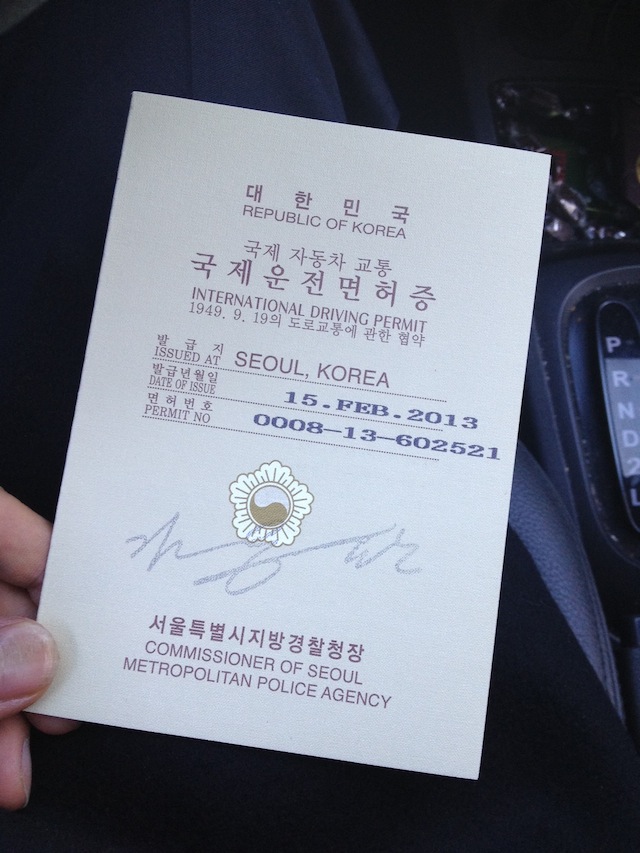 대한민국
REPUBLIC OF KOREA
국제 자동차 교통
국제운전면허증
INTERNATIONAL DRIVING PERMIT
1949. 9. 19의 도로교통에 관한 협약
발급지
ISSUED AT SEOUL, KOREA
발급년월일
DATE OF ISSUE 15.FEB.2013
면허번호
PERMIT NO 0008-13-602521
서울특별시지방경찰청장
COMMISSIONER OF SEOUL
METROPOLITAN POLICE AGENCY
P
R
N
D
2
L